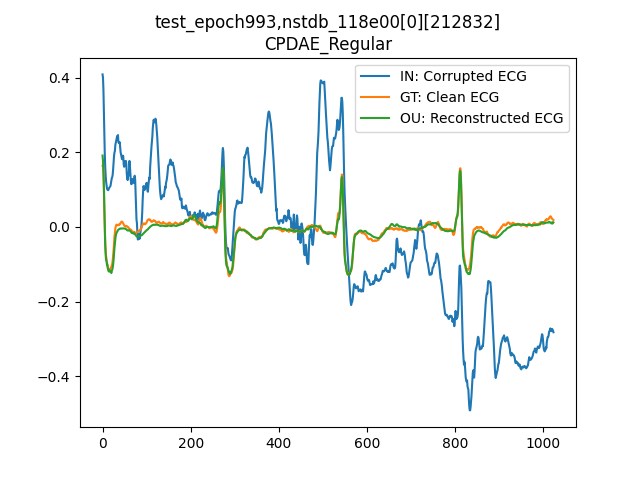 test_epoch993,nstdb_118e00[0][212832]
CPDAE_Regular
IN: Corrupted ECG
GT: Clean ECG
OU: Reconstructed ECG
0.4
0.2
0.0
−0.2
−0.4
0 200 400 600 800 1000